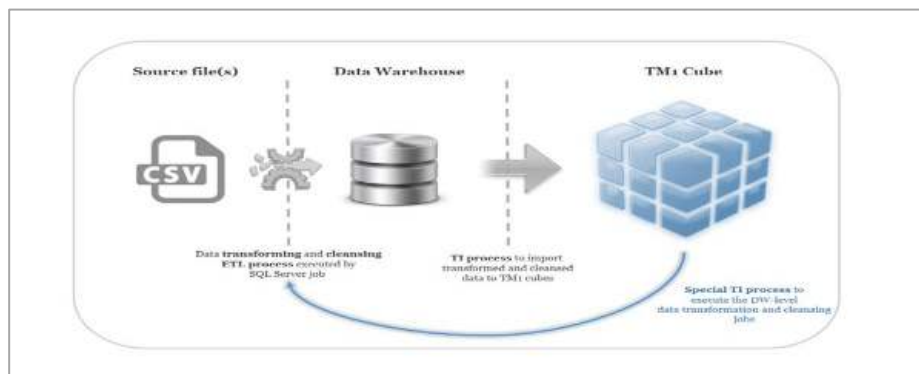 Source file(s)
Data Warehouse
TM1 Cube
CSV
Data transforming and cleansing
ETL process executed by
SQL Server job
TI process to import
transformed and cleansed
data to TM1 cubes
Special TI process to
execute the DW-level
data transformation and cleansing
jobs